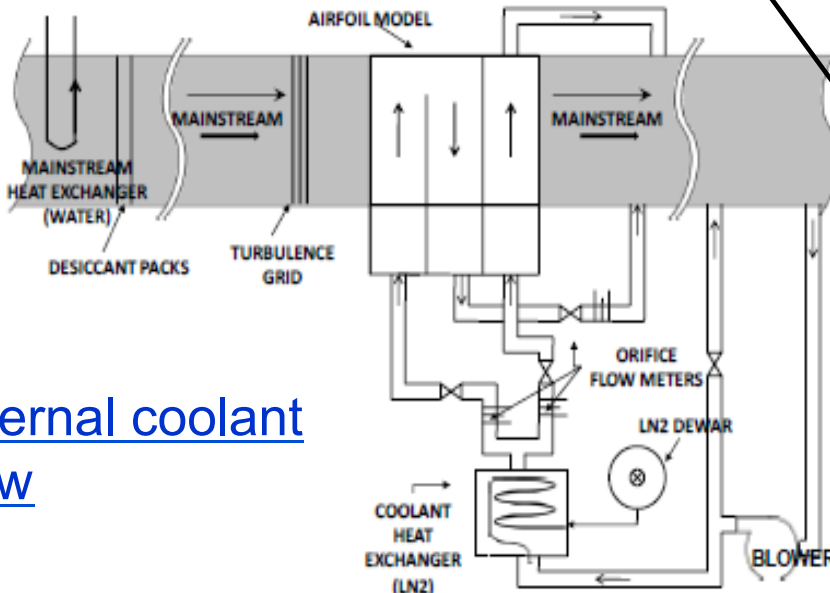 AIRFOIL MODEL
MAINSTREAM
MAINSTREAM
MAINSTREAM
HEAT EXCHANGER
(WATER)
DESICCANT PACKS
TURBULENCE
GRID
ORIFICE
FLOW METERS
ernal coolant
w
LN2 DEWAR
COOLANT
HEAT
EXCHANGER
(LN2)
BLOWER